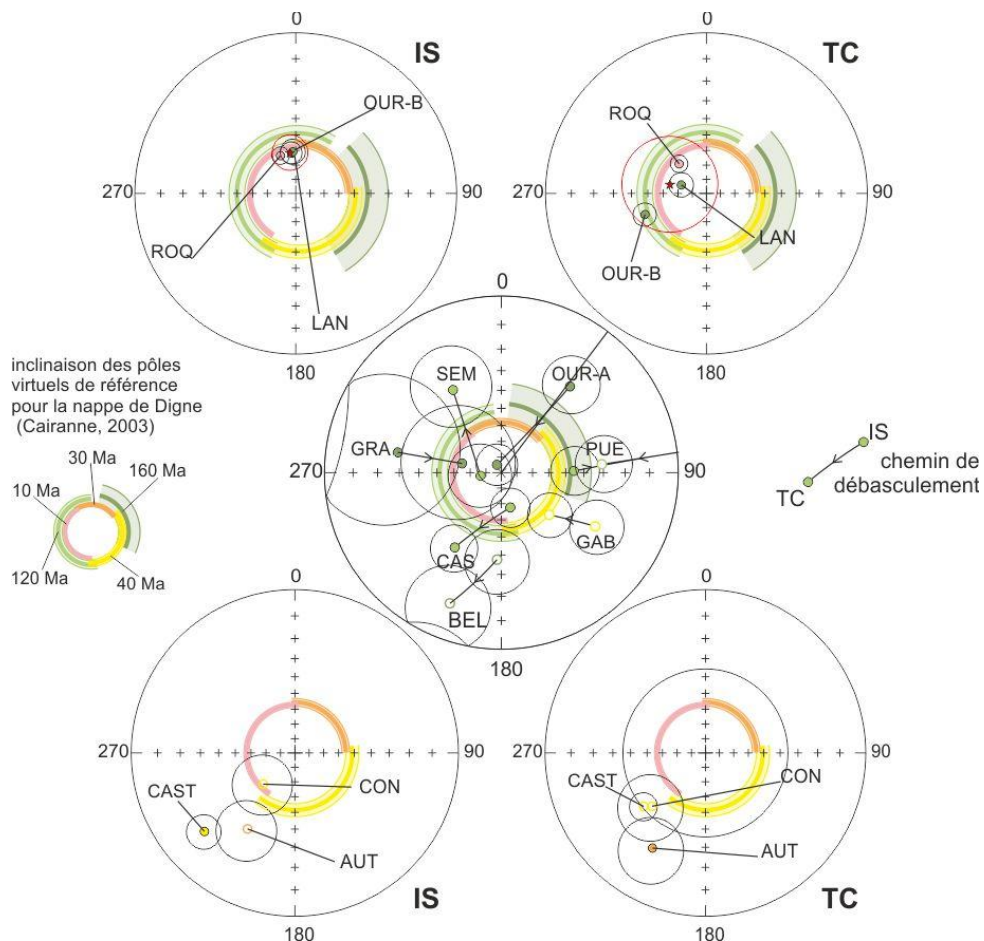 0
IS
OUR-B
270
90
ROQ
LAN
180
0
TC
ROQ
270
90
LAN
OUR-B
180
inclinaison des pôles
virtuels de référence
pour la nappe de Digne
(Cairanne, 2003)
30 Ma
160 Ma
10 Ma
120 Ma
40 Ma
0
SEM
OUR-A
GRA
PUE
270
90
GAB
CAS
BEL
180
IS
chemin de
TC
débasculement
0
270
90
CON
CAST
AUT
IS
180
0
270
90
CAST
CON
AUT
TC
180